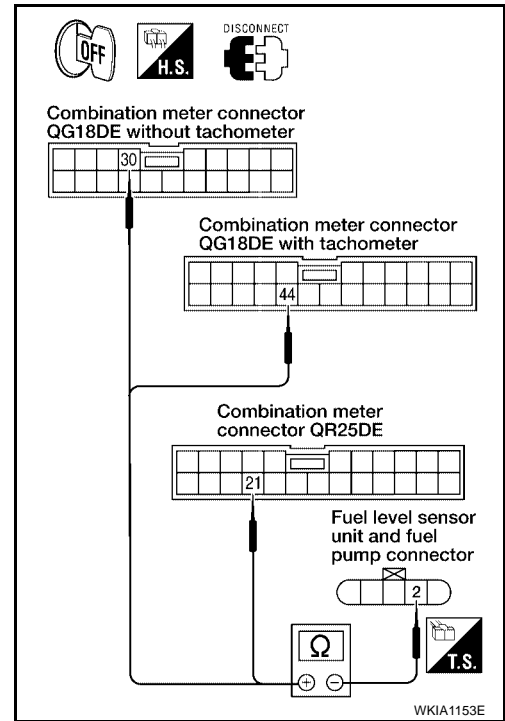 OFF
H.S.
DISCONNECT
Combination meter connector
QG18DE without tachometer
30
Combination meter connector
QG18DE with tachometer
44
Combination meter
connector QR25DE
21
Fuel level sensor
unit and fuel
pump connector
2
Ω
+ −
T.S.
WKIA1153E